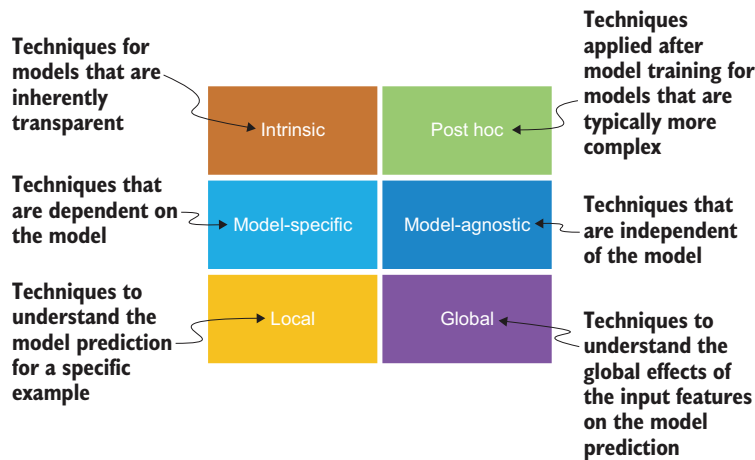 Techniques for
models that are
inherently
transparent
Intrinsic
Post hoc
Techniques
applied after
model training for
models that are
typically more
complex
Techniques that
are dependent on
the model
Model-specific
Model-agnostic
Techniques that
are independent
of the model
Techniques to
understand the
model prediction
for a specific
example
Local
Global
Techniques to
understand the
global effects of
the input features
on the model
prediction